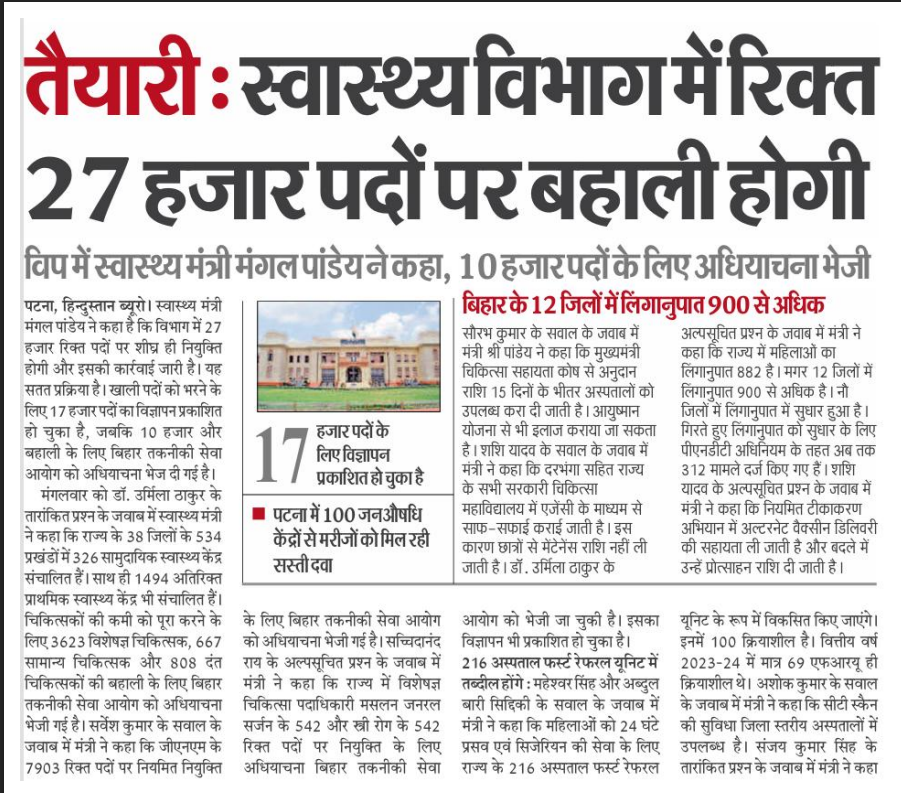 तैयारी : स्वास्थ्य विभाग में रिक्त
27 हजार पदों पर बहाली होगी
विप में स्वास्थ्य मंत्री मंगल पांडेय ने कहा, 10 हजार पदों के लिए अधियाचना भेजी
पटना, हिन्दुस्तान ब्यूरो। स्वास्थ्य मंत्री
मंगल पांडेय ने कहा है कि विभाग में 27
हजार रिक्त पदों पर शीघ्र ही नियुक्ति
होगी और इसकी कार्रवाई जारी है। यह
सतत प्रक्रिया है। खाली पदों को भरने के
लिए 17 हजार पदों का विज्ञापन प्रकाशित
हो चुका है, जबकि 10 हजार और
बहाली के लिए बिहार तकनीकी सेवा
आयोग को अधियाचना भेज दी गई है।
मंगलवार को डॉ. उर्मिला ठाकुर के
तारांकित प्रश्न के जवाब में स्वास्थ्य मंत्री
ने कहा कि राज्य के 38 जिलों के 534
प्रखंडों में 326 सामुदायिक स्वास्थ्य केंद्र
संचालित हैं। साथ ही 1494 अतिरिक्त
प्राथमिक स्वास्थ्य केंद्र भी संचालित हैं।
चिकित्सकों की कमी को पूरा करने के
लिए 3623 विशेषज्ञ चिकित्सक, 667
सामान्य चिकित्सक और 808 दंत
चिकित्सकों की बहाली के लिए बिहार
तकनीकी सेवा आयोग को अधियाचना
भेजी गई है। सर्वेश कुमार के सवाल के
जवाब में मंत्री ने कहा कि जीएनएम के
7903 रिक्त पदों पर नियमित नियुक्ति
17 हजार पदों के
लिए विज्ञापन
प्रकाशित हो चुका है
■ पटना में 100 जनऔषधि
केंद्रों से मरीजों को मिल रही
सस्ती दवा
के लिए बिहार तकनीकी सेवा आयोग
को अधियाचना भेजी गई है। सच्चिदानंद
राय के अल्पसूचित प्रश्न के जवाब में
मंत्री ने कहा कि राज्य में विशेषज्ञ
चिकित्सा पदाधिकारी मसलन जनरल
सर्जन के 542 और स्त्री रोग के 542
रिक्त पदों पर नियुक्ति के लिए
अधियाचना बिहार तकनीकी सेवा
आयोग को भेजी जा चुकी है। इसका
विज्ञापन भी प्रकाशित हो चुका है।
216 अस्पताल फर्स्ट रेफरल यूनिट में
तब्दील होंगे : महेश्वर सिंह और अब्दुल
बारी सिद्दिकी के सवाल के जवाब में
मंत्री ने कहा कि महिलाओं को 24 घंटे
प्रसव एवं सिजेरियन की सेवा के लिए
राज्य के 216 अस्पताल फर्स्ट रेफरल
यूनिट के रूप में विकसित किए जाएंगे।
इनमें 100 क्रियाशील है। वित्तीय वर्ष
2023-24 में मात्र 69 एफआरयू ही
क्रियाशील थे। अशोक कुमार के सवाल
के जवाब में मंत्री ने कहा कि सीटी स्कैन
की सुविधा जिला स्तरीय अस्पतालों में
उपलब्ध है। संजय कुमार सिंह के
तारांकित प्रश्न के जवाब में मंत्री ने कहा
बिहार के 12 जिलों में लिंगानुपात 900 से अधिक
सौरभ कुमार के सवाल के जवाब में
मंत्री श्री पांडेय ने कहा कि मुख्यमंत्री
चिकित्सा सहायता कोष से अनुदान
राशि 15 दिनों के भीतर अस्पतालों को
उपलब्ध करा दी जाती है। आयुष्मान
योजना से भी इलाज कराया जा सकता
है। शशि यादव के सवाल के जवाब में
मंत्री ने कहा कि दरभंगा सहित राज्य
के सभी सरकारी चिकित्सा
महाविद्यालय में एजेंसी के माध्यम से
साफ-सफाई कराई जाती है। इस
कारण छात्रों से मेंटेनेंस राशि नहीं ली
जाती है। डॉ. उर्मिला ठाकुर के
अल्पसूचित प्रश्न के जवाब में मंत्री ने
कहा कि राज्य में महिलाओं का
लिंगानुपात 882 है। मगर 12 जिलों में
लिंगानुपात 900 से अधिक है। नौ
जिलों में लिंगानुपात में सुधार हुआ है।
गिरते हुए लिंगानुपात को सुधार के लिए
पीएनडीटी अधिनियम के तहत अब तक
312 मामले दर्ज किए गए हैं। शशि
यादव के अल्पसूचित प्रश्न के जवाब में
मंत्री ने कहा कि नियमित टीकाकरण
अभियान में अल्टरनेट वैक्सीन डिलिवरी
की सहायता ली जाती है और बदले में
उन्हें प्रोत्साहन राशि दी जाती है।